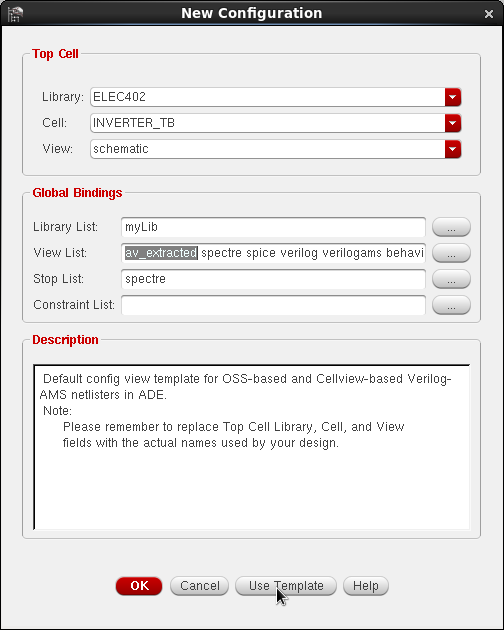 New Configuration
Top Cell
Library: ELEC402
Cell: INVERTER_TB
View: schematic
Global Bindings
Library List: myLib ...
View List: av_extracted spectre spice verilog verilogams behavi ...
Stop List: spectre ...
Constraint List: ...
Description
Default config view template for OSS-based and Cellview-based Verilog-
AMS netlisters in ADE.
Note:
Please remember to replace Top Cell Library, Cell, and View
fields with the actual names used by your design.
OK Cancel Use Template Help